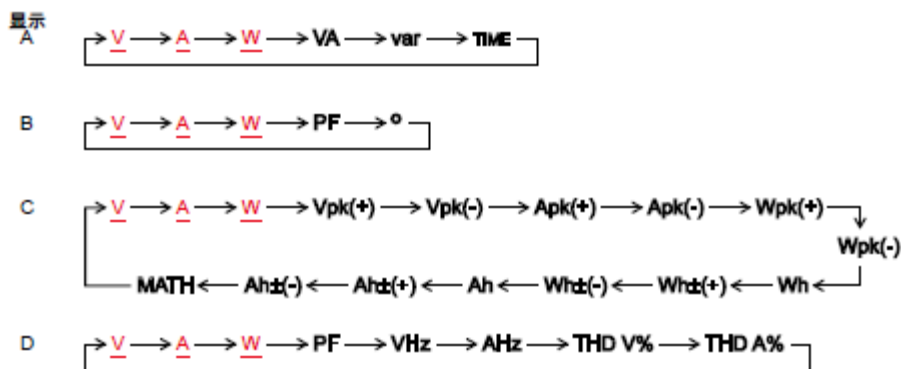 显示
A → V → A → W → VA → var → TIME
B → V → A → W → PF → °
C → V → A → W → Vpk(+) → Vpk(-) → Apk(+) → Apk(-) → Wpk(+)
Wpk(-)
MATH ← Ah±(-) ← Ah±(+) ← Ah ← Wh±(-) ← Wh±(+) ← Wh
D → V → A → W → PF → VHz → AHz → THD V% → THD A%